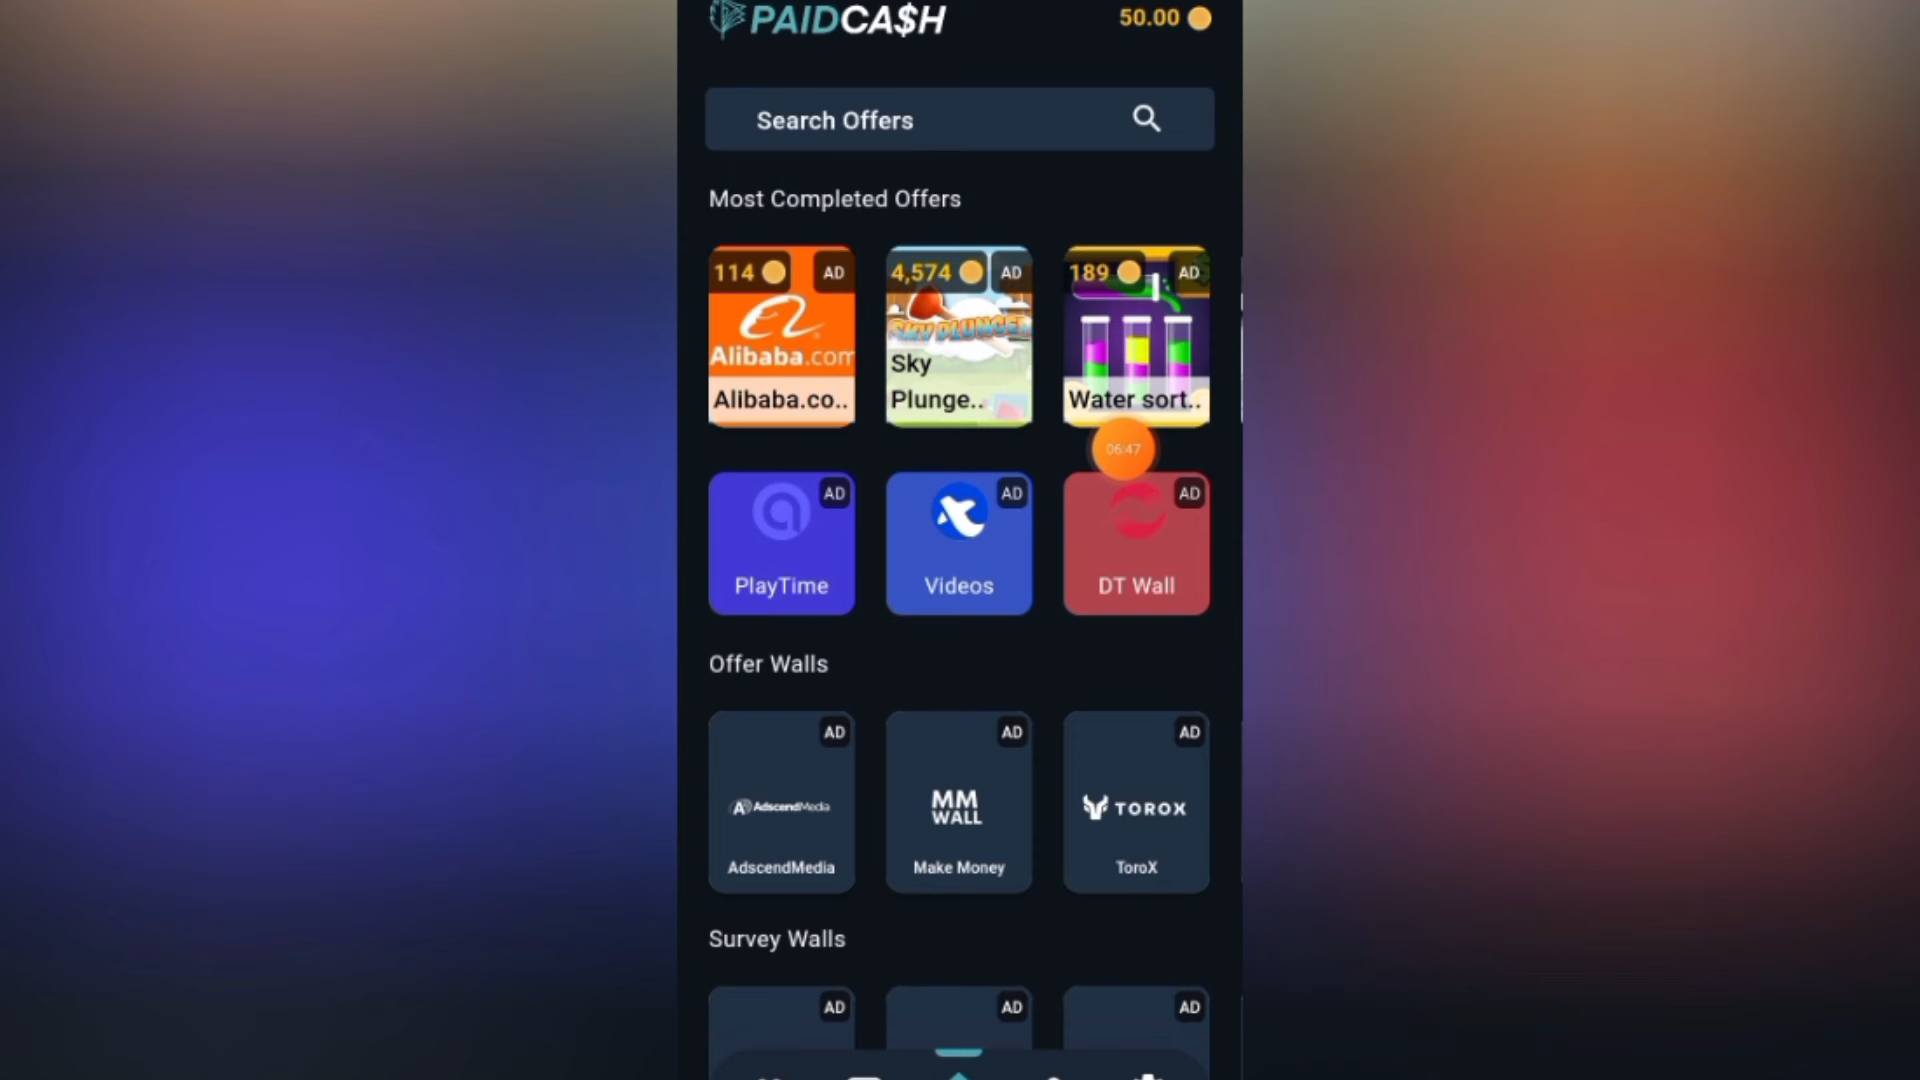 PAIDCA$H
50.00
Search Offers
Most Completed Offers
114 AD
4,574 AD
189 AD
Alibaba.com
SKY PLUNGER
Alibaba.co..
Sky
Plunge..
Water sort..
06:47
AD
AD
AD
PlayTime
Videos
DT Wall
Offer Walls
AD
AD
AD
AdscendMedia
MM
WALL
TOROX
AdscendMedia
Make Money
ToroX
Survey Walls
AD
AD
AD